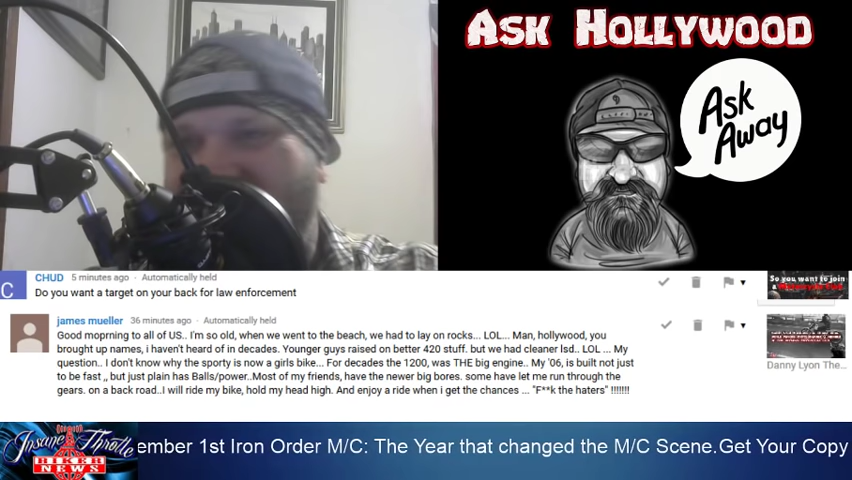 ASK HOLLYWOOD
Ask
Away
C
CHUD 5 minutes ago · Automatically held
Do you want a target on your back for law enforcement
So you want to join
james mueller 36 minutes ago · Automatically held
Good moprning to all of US.. I'm so old, when we went to the beach, we had to lay on rocks... LOL... Man, hollywood, you
brought up names, i haven't heard of in decades. Younger guys raised on better 420 stuff. but we had cleaner lsd.. LOL ... My
question.. I don't know why the sporty is now a girls bike... For decades the 1200, was THE big engine.. My '06, is built not just
to be fast ,, but just plain has Balls/power..Most of my friends, have the newer big bores. some have let me run through the
gears. on a back road..I will ride my bike, hold my head high. And enjoy a ride when i get the chances ... "F**k the haters" !!!!!!!
Danny Lyon The...
Insane Throttle
BIKER
NEWS
ember 1st Iron Order M/C: The Year that changed the M/C Scene.Get Your Copy